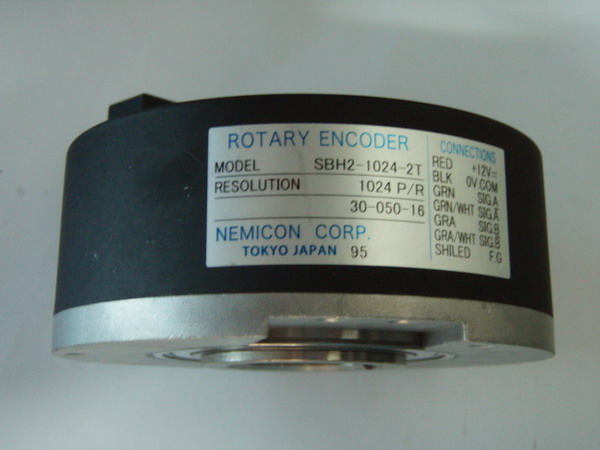 ROTARY ENCODER
MODEL SBH2-1024-2T
RESOLUTION 1024 P/R
30-050-16
NEMICON CORP.
TOKYO JAPAN 95
CONNECTIONS
RED +12V⎓
BLK 0V.COM
GRN SIG.A
GRN/WHT SIG.A̅
GRA SIG.B
GRA/WHT SIG.B̅
SHILED F.G